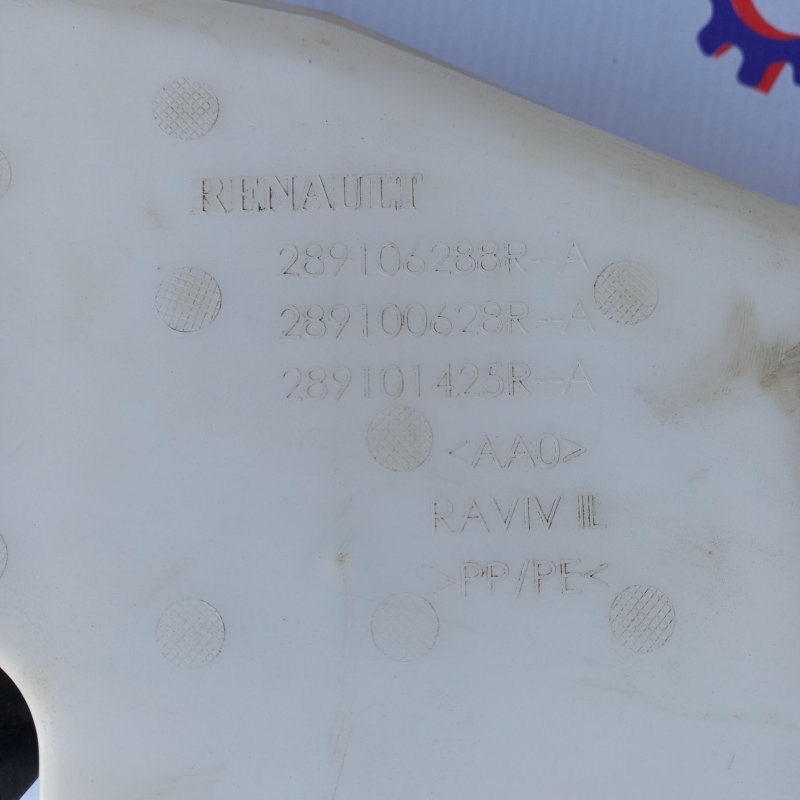 RENAULT
289106288R--A
289100628R--A
289101425R--A
<AA0>
RAVIV IL
>PP/PE<